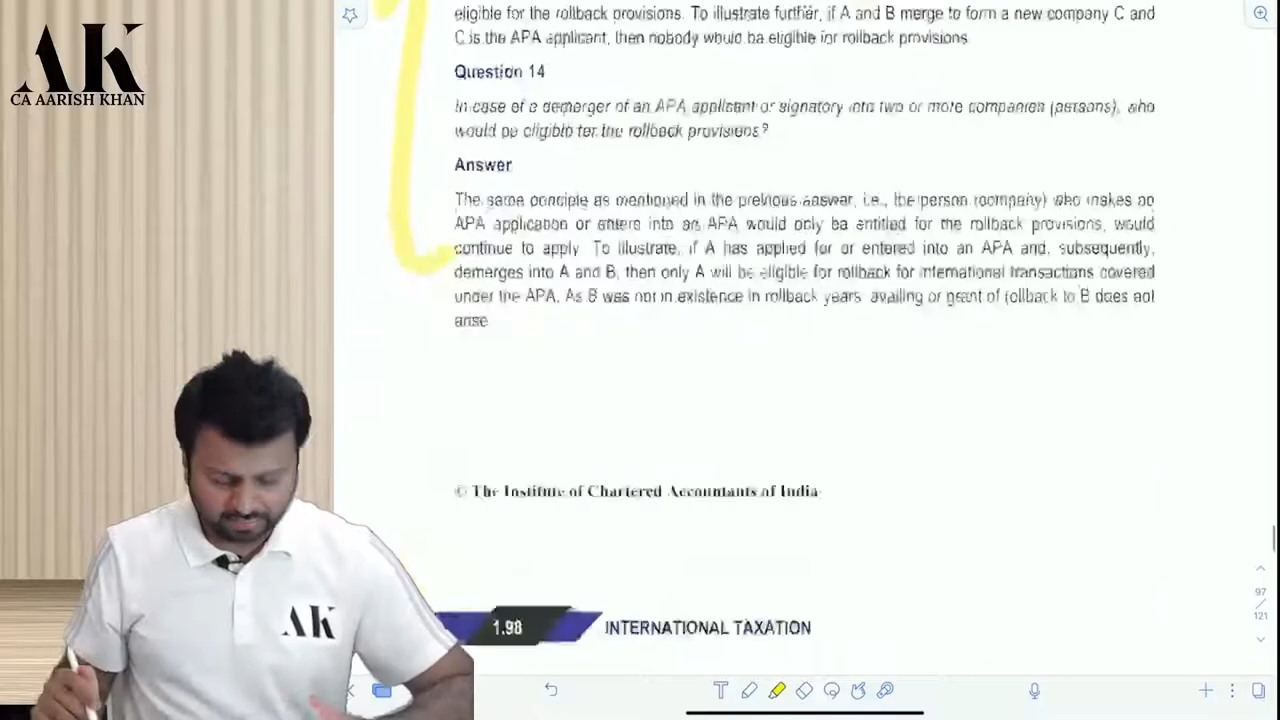 AK
CA AARISH KHAN
eligible for the rollback provisions. To illustrate further, if A and B merge to form a new company C and
C is the APA applicant, then nobody would be eligible for rollback provisions
Question 14
In case of a demerger of an APA applicant or signatory into two or more companies (persons), who
would be eligible for the rollback provisions?
Answer
The same principle as mentioned in the previous answer, i.e., the person (company) who makes an
APA application or enters into an APA would only be entitled for the rollback provisions, would
continue to apply. To illustrate, if A has applied for or entered into an APA and, subsequently,
demerges into A and B, then only A will be eligible for rollback for international transactions covered
under the APA. As B was not in existence in rollback years, availing or grant of rollback to B does not
arise
© The Institute of Chartered Accountants of India
1.98 INTERNATIONAL TAXATION
97
121
AK
T